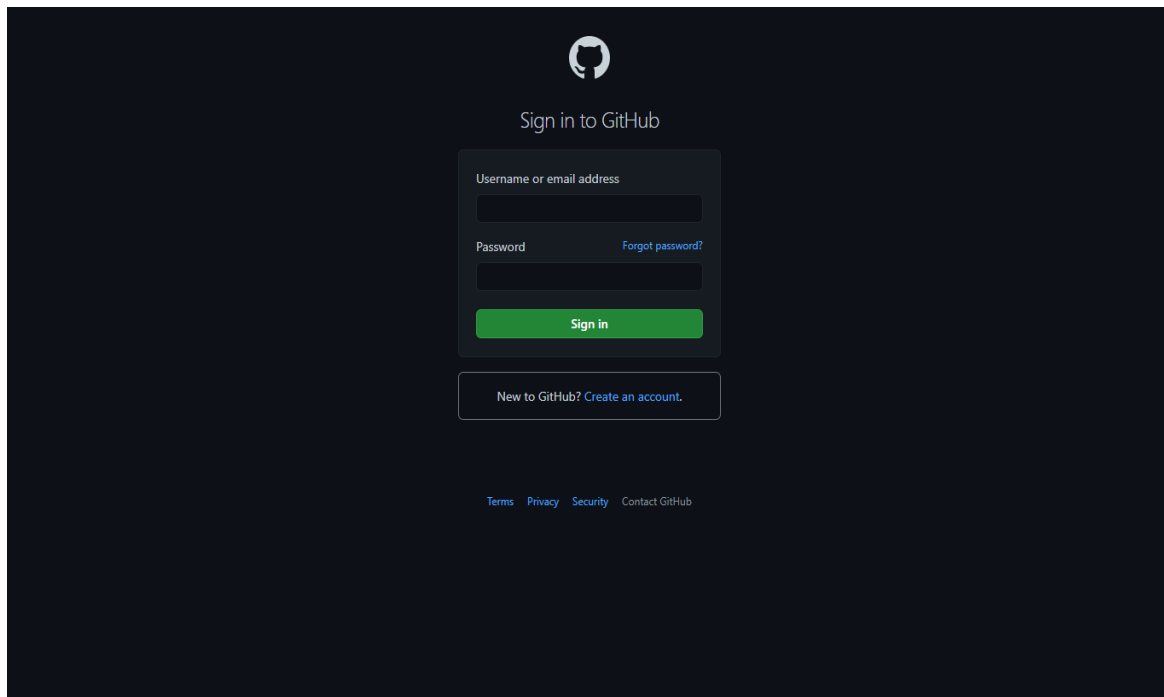 Sign in to GitHub
Username or email address
Password Forgot password?
Sign in
New to GitHub? Create an account.
Terms Privacy Security Contact GitHub